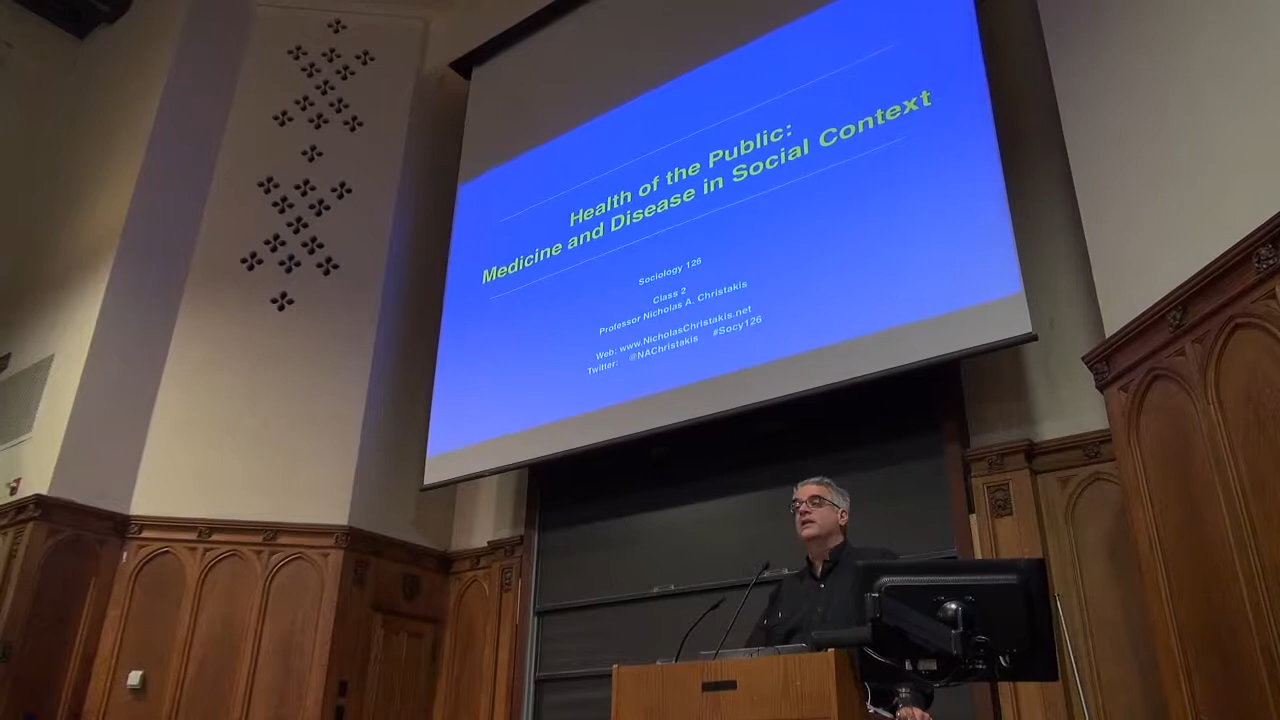 Health of the Public:
Medicine and Disease in Social Context
Sociology 126
Class 2
Professor Nicholas A. Christakis
Web: www.NicholasChristakis.net
Twitter: @NAChristakis #Socy126